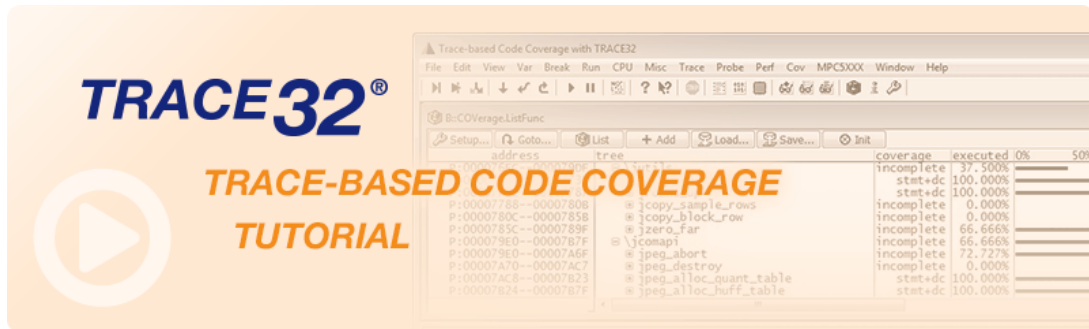 TRACE32®
TRACE-BASED CODE COVERAGE
TUTORIAL
Trace-based Code Coverage with TRACE32
File Edit View Var Break Run CPU Misc Trace Probe Perf Cov MPC5XXX Window Help
B::COVerage.ListFunc
Setup... Goto... List + Add Load... Save... Init
address tree coverage executed 0% 50%
incomplete 37.500%
stmt+dc 100.000%
stmt+dc 100.000%
P:00007788--0000780B jcopy_sample_rows incomplete 0.000%
P:0000780C--0000785B jcopy_block_row incomplete 0.000%
P:0000785C--0000789F jzero_far incomplete 66.666%
P:000079E0--00007B7F \jcomapi incomplete 66.666%
P:000079E0--00007A6F jpeg_abort incomplete 72.727%
P:00007A70--00007AC7 jpeg_destroy incomplete 0.000%
P:00007AC8--00007B23 jpeg_alloc_quant_table stmt+dc 100.000%
P:00007B24--00007B7F jpeg_alloc_huff_table stmt+dc 100.000%